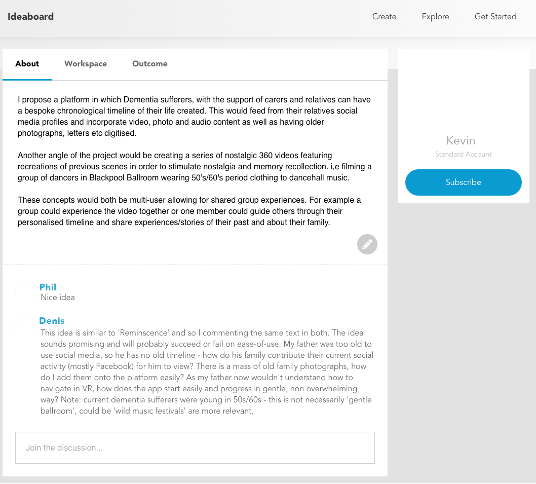 Ideaboard
Create
Explore
Get Started
About
Workspace
Outcome
I propose a platform in which Dementia sufferers, with the support of carers and relatives can have
a bespoke chronological timeline of their life created. This would feed from their relatives social
media profiles and incorporate video, photo and audio content as well as having older
photographs, letters etc digitised.
Another angle of the project would be creating a series of nostalgic 360 videos featuring
recreations of previous scenes in order to stimulate nostalgia and memory recollection. i,e filming a
group of dancers in Blackpool Ballroom wearing 50's/60's period clothing to dancehall music.
These concepts would both be multi-user allowing for shared group experiences. For example a
group could experience the video together or one member could guide others through their
personalised timeline and share experiences/stories of their past and about their family.
Kevin
Standard Account
Subscribe
Phil
Nice idea
Denis
This idea is similar to 'Reminscence' and so I commenting the same text in both. The idea
sounds promising and will probably succeed or fail on ease-of-use. My father was too old to
use social media, so he has no old timeline - how do his family contribute their current social
activity (mostly Facebook) for him to view? There is a mass of old family photographs, how
do I add them onto the platform easily? As my father now wouldn't understand how to
navigate in VR, how does the app start easily and progress in gentle, non overwhelming
way? Note: current dementia sufferers were young in 50s/60s - this is not necessarily 'gentle
ballroom', could be 'wild music festivals' are more relevant.
Join the discussion...